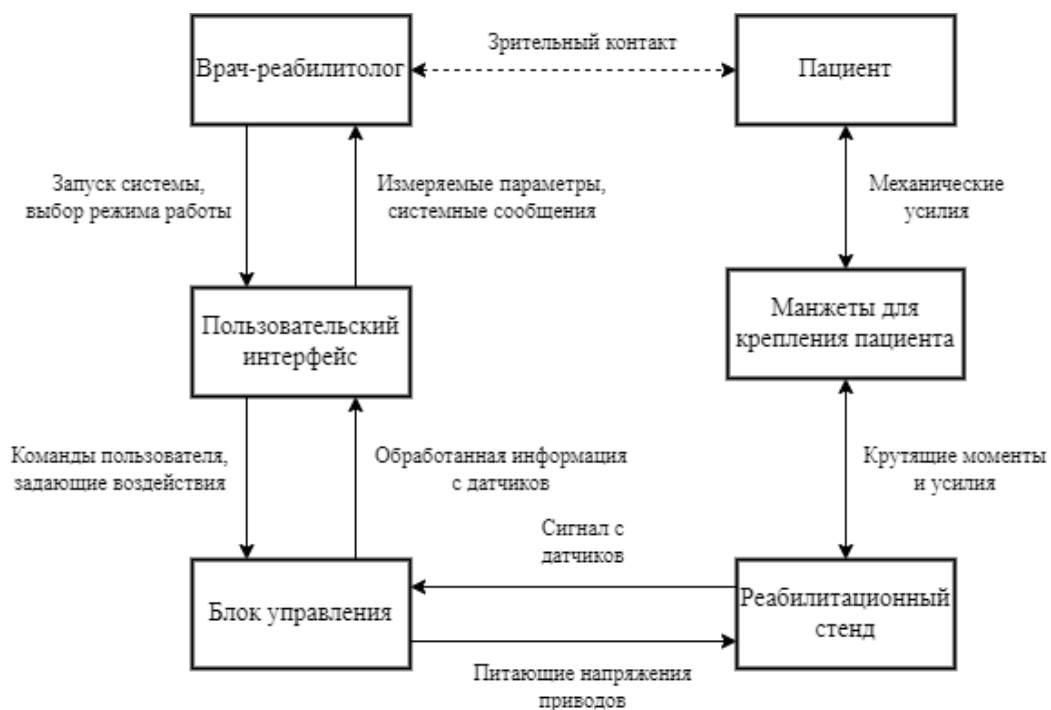 Зрительный контакт
Врач-реабилитолог
Пациент
Запуск системы,
выбор режима работы
Измеряемые параметры,
системные сообщения
Механические
усилия
Пользовательский
интерфейс
Манжеты для
крепления пациента
Команды пользователя,
задающие воздействия
Обработанная информация
с датчиков
Крутящие моменты
и усилия
Сигнал с
датчиков
Блок управления
Реабилитационный
стенд
Питающие напряжения
приводов